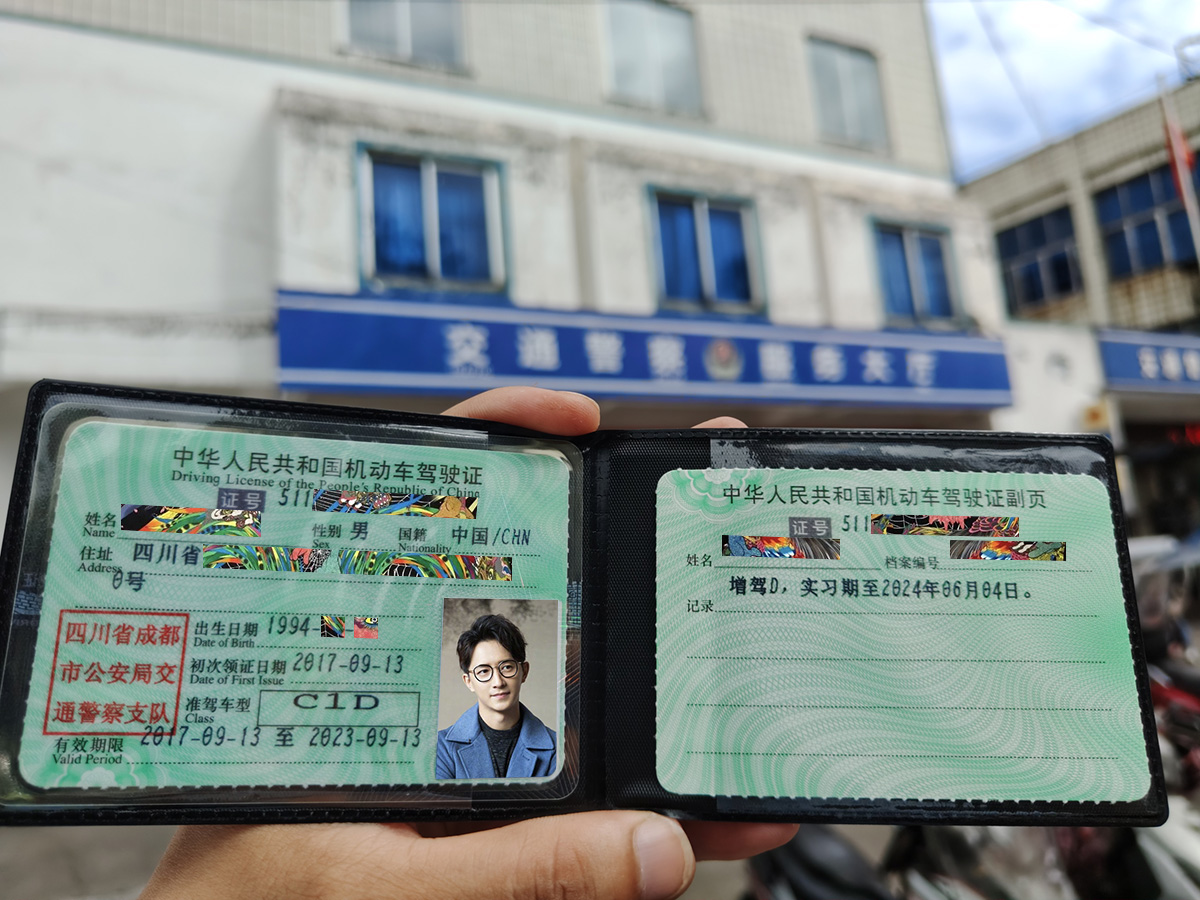 交通警察服务大厅
中华人民共和国机动车驾驶证
Driving License of the People's Republic of China
证号 511
姓名
Name
性别 男
Sex
国籍 中国/CHN
Nationality
住址 四川省
Address
0号
四川省成都
市公安局交
通警察支队
出生日期 1994-
Date of Birth
初次领证日期 2017-09-13
Date of First Issue
准驾车型 C1D
Class
有效期限 2017-09-13 至 2023-09-13
Valid Period
中华人民共和国机动车驾驶证副页
证号 511
姓名
档案编号
记录 增驾D，实习期至2024年06月04日。